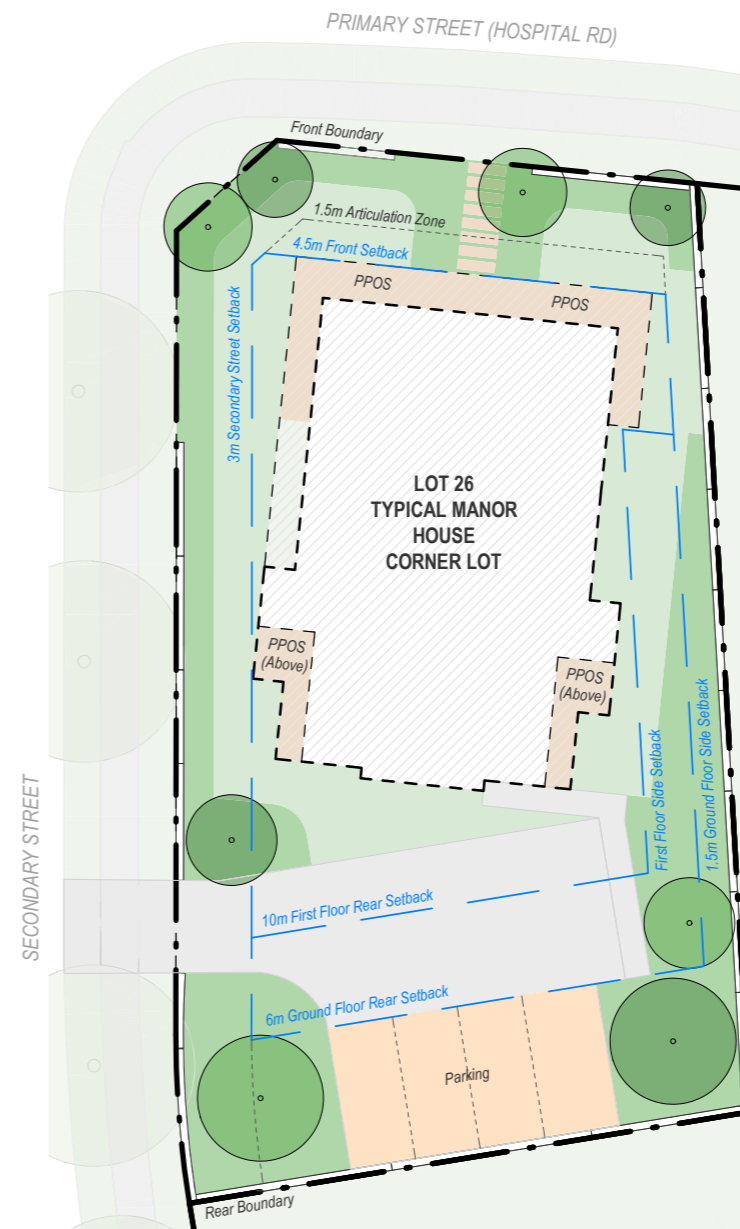 PRIMARY STREET (HOSPITAL RD)
Front Boundary
1.5m Articulation Zone
4.5m Front Setback
PPOS
PPOS
3m Secondary Street Setback
LOT 26
TYPICAL MANOR
HOUSE
CORNER LOT
PPOS
(Above)
PPOS
(Above)
First Floor Side Setback
1.5m Ground Floor Side Setback
SECONDARY STREET
10m First Floor Rear Setback
6m Ground Floor Rear Setback
Parking
Rear Boundary